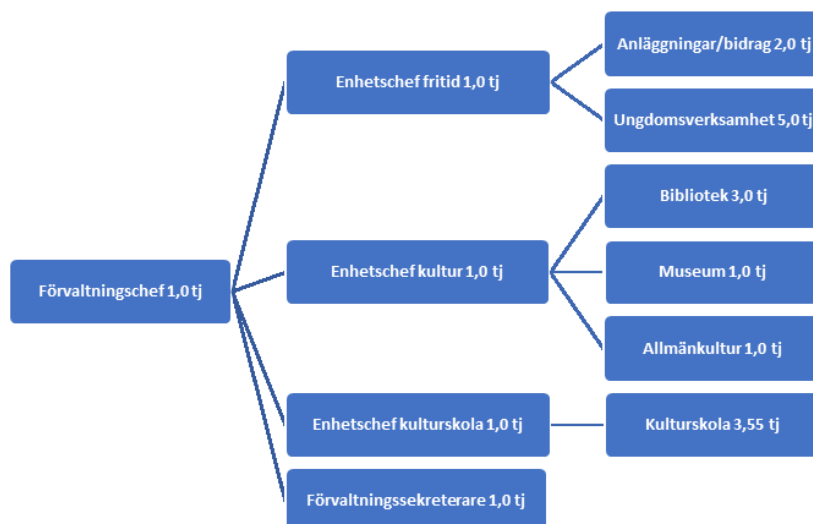 Anläggningar/bidrag 2,0 tj
Enhetschef fritid 1,0 tj
Ungdomsverksamhet 5,0 tj
Bibliotek 3,0 tj
Förvaltningschef 1,0 tj
Enhetschef kultur 1,0 tj
Museum 1,0 tj
Allmänkultur 1,0 tj
Enhetschef kulturskola 1,0 tj
Kulturskola 3,55 tj
Förvaltningssekreterare 1,0 tj